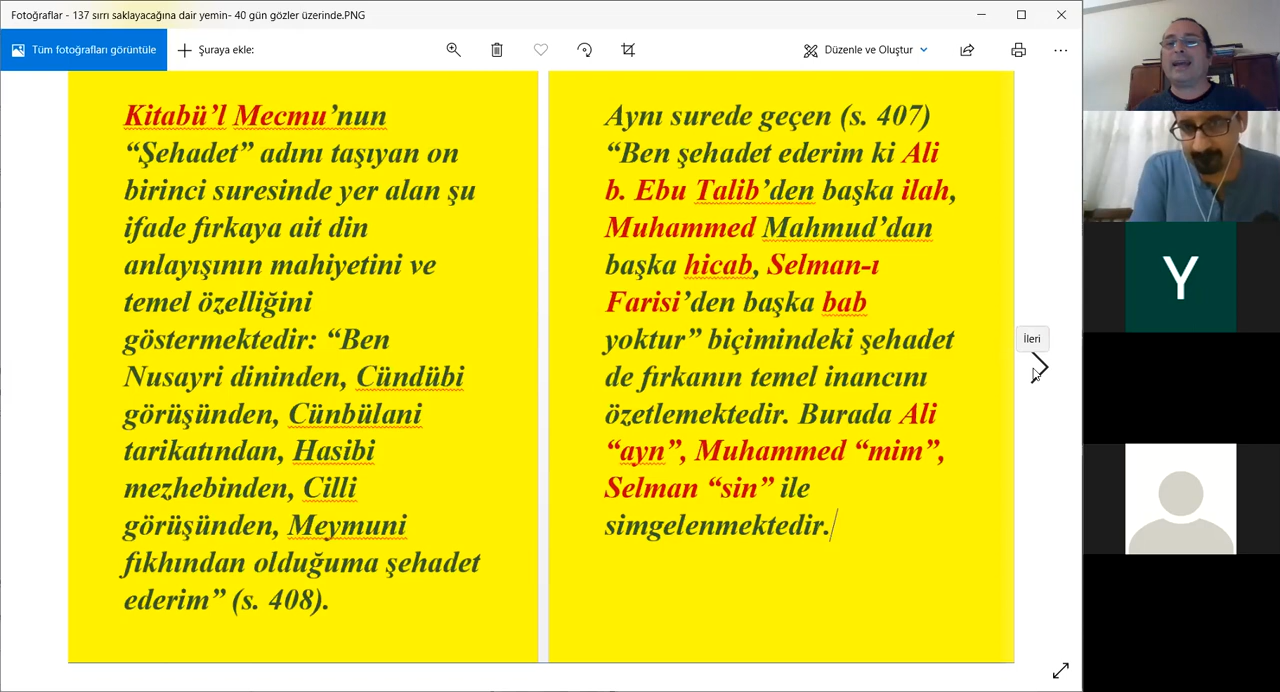 Fotoğraflar - 137 sırrı saklayacağına dair yemin- 40 gün gözler üzerinde.PNG
Tüm fotoğrafları görüntüle
Şuraya ekle:
Düzenle ve Oluştur
Kitabü’l Mecmu’nun
“Şehadet” adını taşıyan on
birinci suresinde yer alan şu
ifade fırkaya ait din
anlayışının mahiyetini ve
temel özelliğini
göstermektedir: “Ben
Nusayri dininden, Cündübi
görüşünden, Cünbülani
tarikatından, Hasibi
mezhebinden, Cilli
görüşünden, Meymuni
fıkhından olduğuma şehadet
ederim” (s. 408).
Aynı surede geçen (s. 407)
“Ben şehadet ederim ki Ali
b. Ebu Talib’den başka ilah,
Muhammed Mahmud’dan
başka hicab, Selman-ı
Farisi’den başka bab
yoktur” biçimindeki şehadet
de fırkanın temel inancını
özetlemektedir. Burada Ali
“ayn”, Muhammed “mim”,
Selman “sin” ile
simgelenmektedir.
İleri
Y